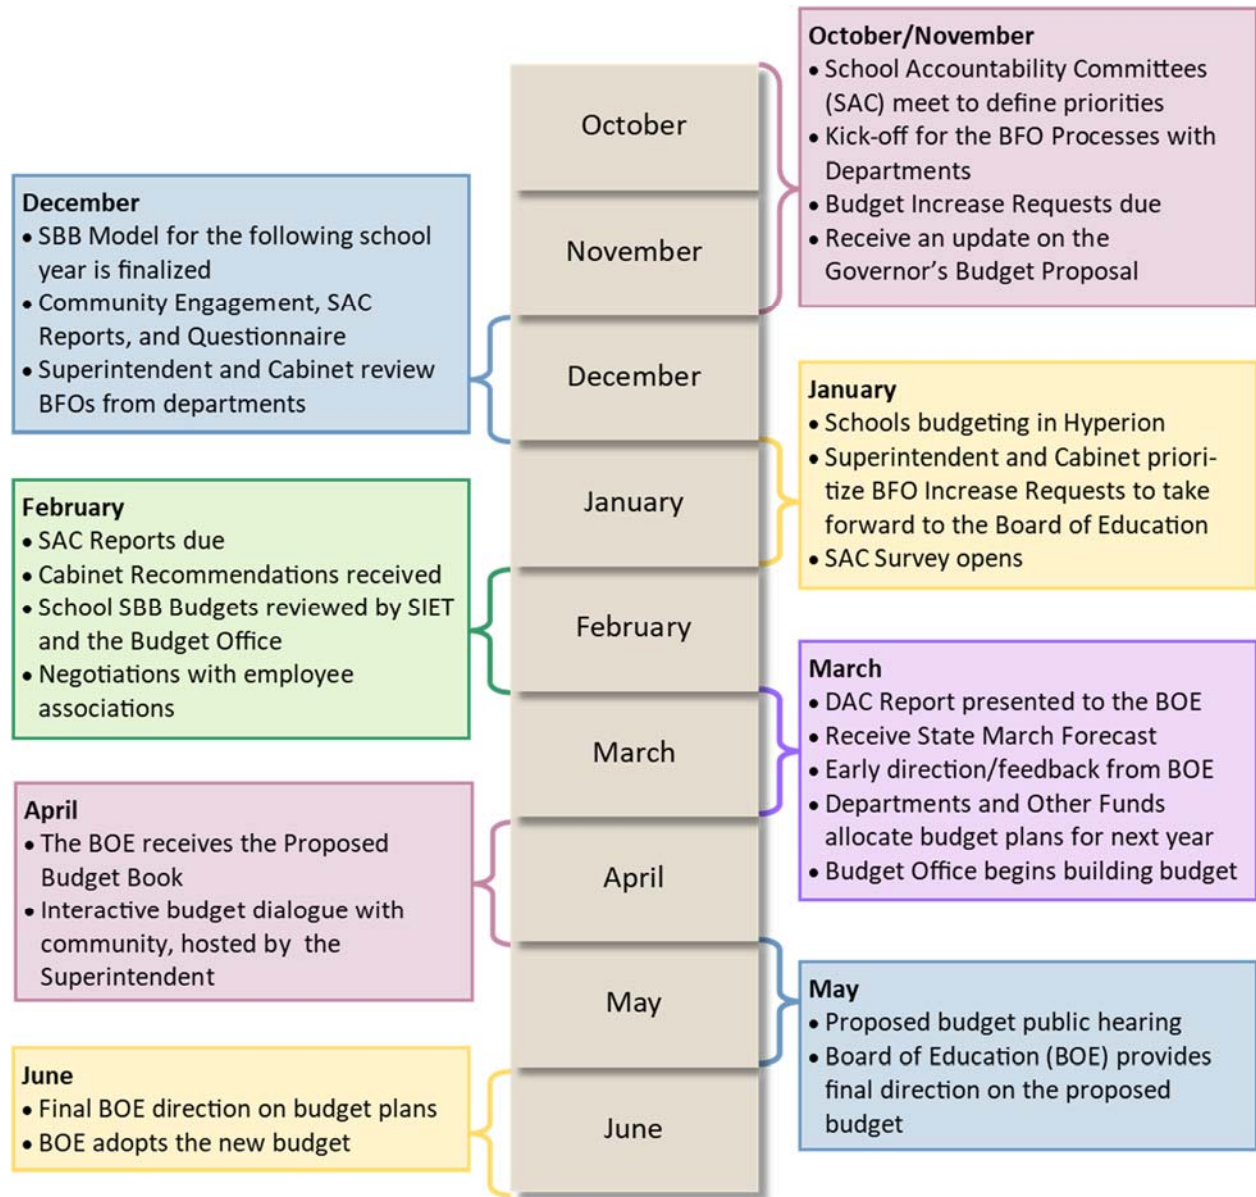 October/November
• School Accountability Committees
(SAC) meet to define priorities
• Kick-off for the BFO Processes with
Departments
• Budget Increase Requests due
• Receive an update on the
Governor's Budget Proposal
October
November
December
• SBB Model for the following school
year is finalized
• Community Engagement, SAC
Reports, and Questionnaire
• Superintendent and Cabinet review
BFOs from departments
December
January
• Schools budgeting in Hyperion
• Superintendent and Cabinet priori-
tize BFO Increase Requests to take
forward to the Board of Education
• SAC Survey opens
January
February
• SAC Reports due
• Cabinet Recommendations received
• School SBB Budgets reviewed by SIET
and the Budget Office
• Negotiations with employee
associations
February
March
• DAC Report presented to the BOE
• Receive State March Forecast
• Early direction/feedback from BOE
• Departments and Other Funds
allocate budget plans for next year
• Budget Office begins building budget
March
April
• The BOE receives the Proposed
Budget Book
• Interactive budget dialogue with
community, hosted by the
Superintendent
April
May
• Proposed budget public hearing
• Board of Education (BOE) provides
final direction on the proposed
budget
May
June
• Final BOE direction on budget plans
• BOE adopts the new budget
June